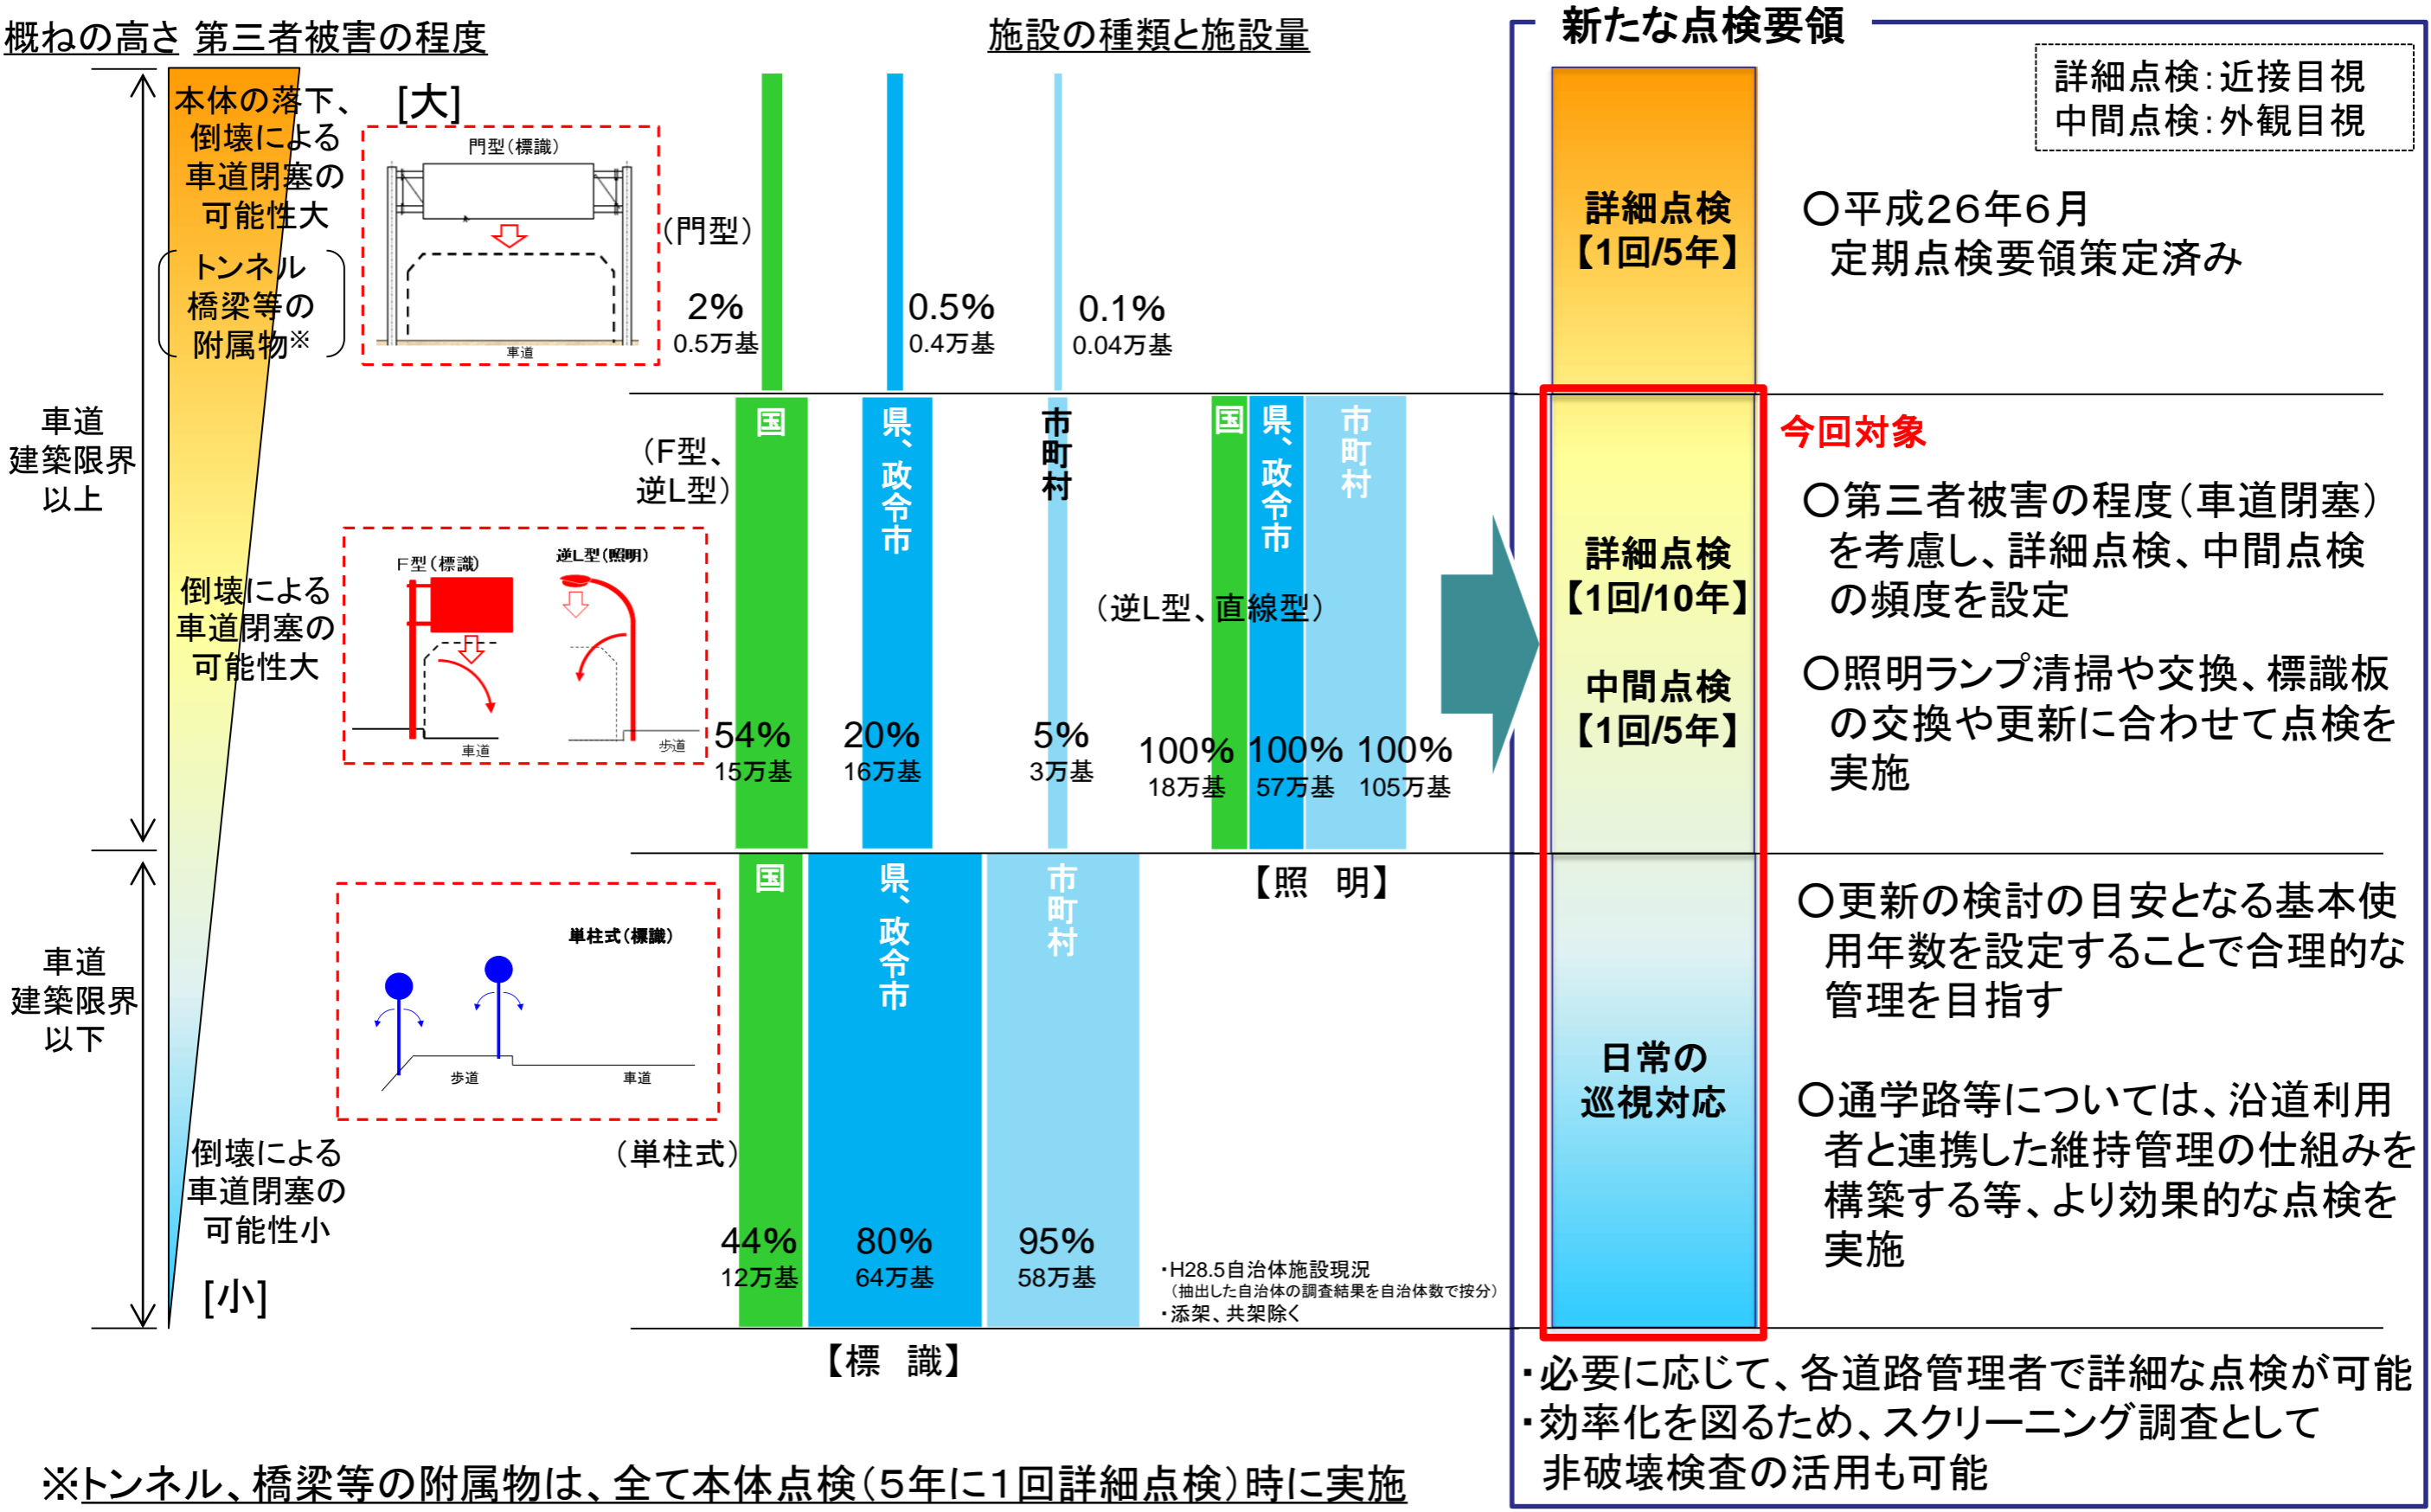 概ねの高さ 第三者被害の程度
施設の種類と施設量
新たな点検要領
詳細点検：近接目視
中間点検：外観目視
[大]
本体の落下、
倒壊による
車道閉塞の
可能性大
トンネル
橋梁等の
附属物※
門型（標識）
車道
（門型）
2%
0.5万基
0.5%
0.4万基
0.1%
0.04万基
詳細点検
【1回/5年】
○平成26年6月
定期点検要領策定済み
車道
建築限界
以上
倒壊による
車道閉塞の
可能性大
F型（標識）
逆L型（照明）
車道
歩道
（F型、
逆L型）
国
県、政令市
市町村
54%
15万基
20%
16万基
5%
3万基
国
県、政令市
市町村
（逆L型、直線型）
100%
18万基
100%
57万基
100%
105万基
【照 明】
今回対象
詳細点検
【1回/10年】
中間点検
【1回/5年】
○第三者被害の程度（車道閉塞）
を考慮し、詳細点検、中間点検
の頻度を設定
○照明ランプ清掃や交換、標識板
の交換や更新に合わせて点検を
実施
車道
建築限界
以下
単柱式（標識）
歩道
車道
倒壊による
車道閉塞の
可能性小
[小]
（単柱式）
国
県、政令市
市町村
44%
12万基
80%
64万基
95%
58万基
・H28.5自治体施設現況
（抽出した自治体の調査結果を自治体数で按分）
・添架、共架除く
【標 識】
日常の
巡視対応
○更新の検討の目安となる基本使
用年数を設定することで合理的な
管理を目指す
○通学路等については、沿道利用
者と連携した維持管理の仕組みを
構築する等、より効果的な点検を
実施
・必要に応じて、各道路管理者で詳細な点検が可能
・効率化を図るため、スクリーニング調査として
非破壊検査の活用も可能
※トンネル、橋梁等の附属物は、全て本体点検（5年に1回詳細点検）時に実施